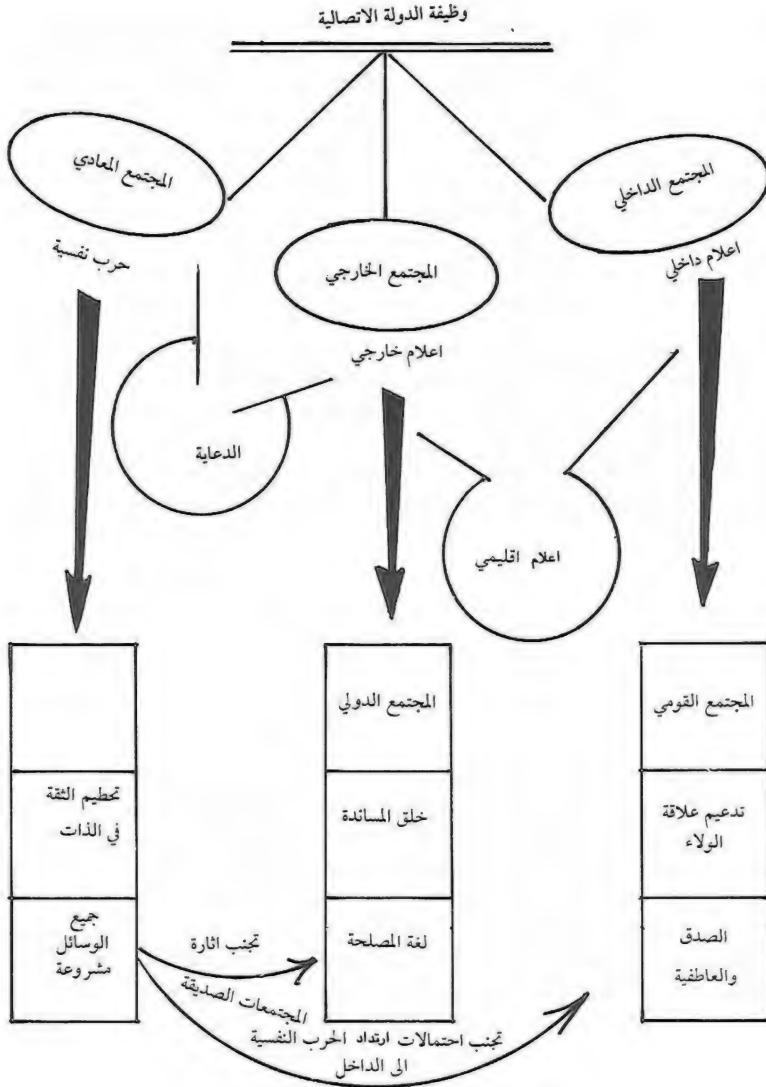 وظيفة الدولة الاتصالية
المجتمع الداخلي
اعلام داخلي
المجتمع الخارجي
اعلام خارجي
المجتمع المعادي
حرب نفسية
الدعاية
اعلام اقليمي
المجتمع القومي
تدعيم علاقة
الولاء
الصدق
والعاطفية
المجتمع الدولي
خلق المساندة
لغة المصلحة
تحطيم الثقة
في الذات
جميع
الوسائل
مشروعة
تجنب اثارة
المجتمعات الصديقة
تجنب احتمالات ارتداد الحرب النفسية
الى الداخل